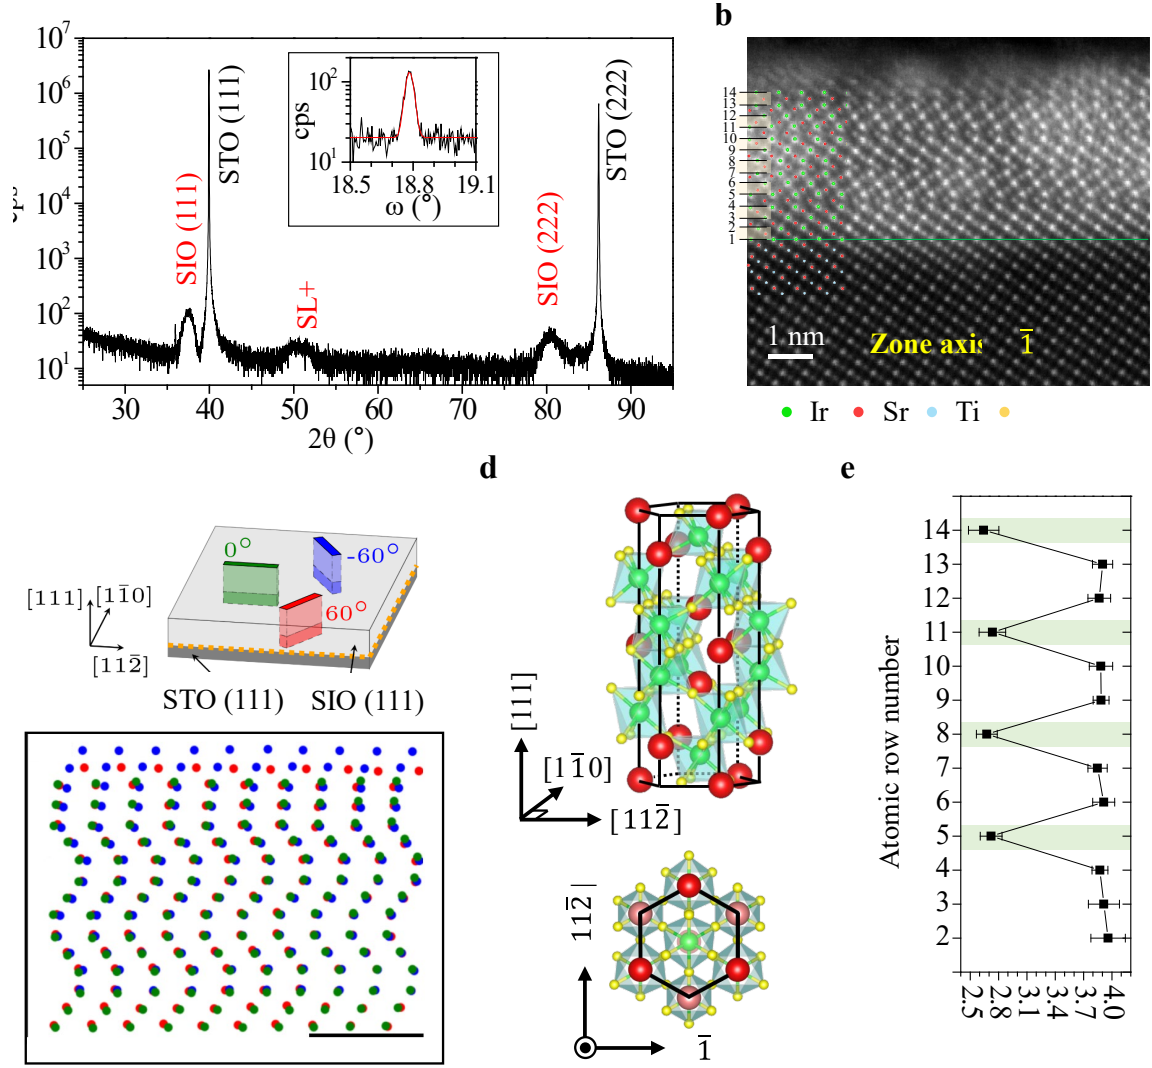 10⁷
10⁶
10⁵
10⁴
10³
10²
10¹
SIO (111)
STO (111)
SL+
SIO (222)
STO (222)
30 40 50 60 70 80 90
2θ (°)
cps
10²
10¹
18.5 18.8 19.1
ω (°)
b
14
13
12
11
10
9
8
7
6
5
4
3
2
1
1 nm
Zone axis 1̄
Ir Sr Ti
0°
-60°
60°
[111]
[11̄0]
[112̄]
STO (111) SIO (111)
d
[111]
[11̄0]
[112̄]
112̄|
1̄
e
Atomic row number
14
13
12
11
10
9
8
7
6
5
4
3
2
2.5
2.8
3.1
3.4
3.7
4.0